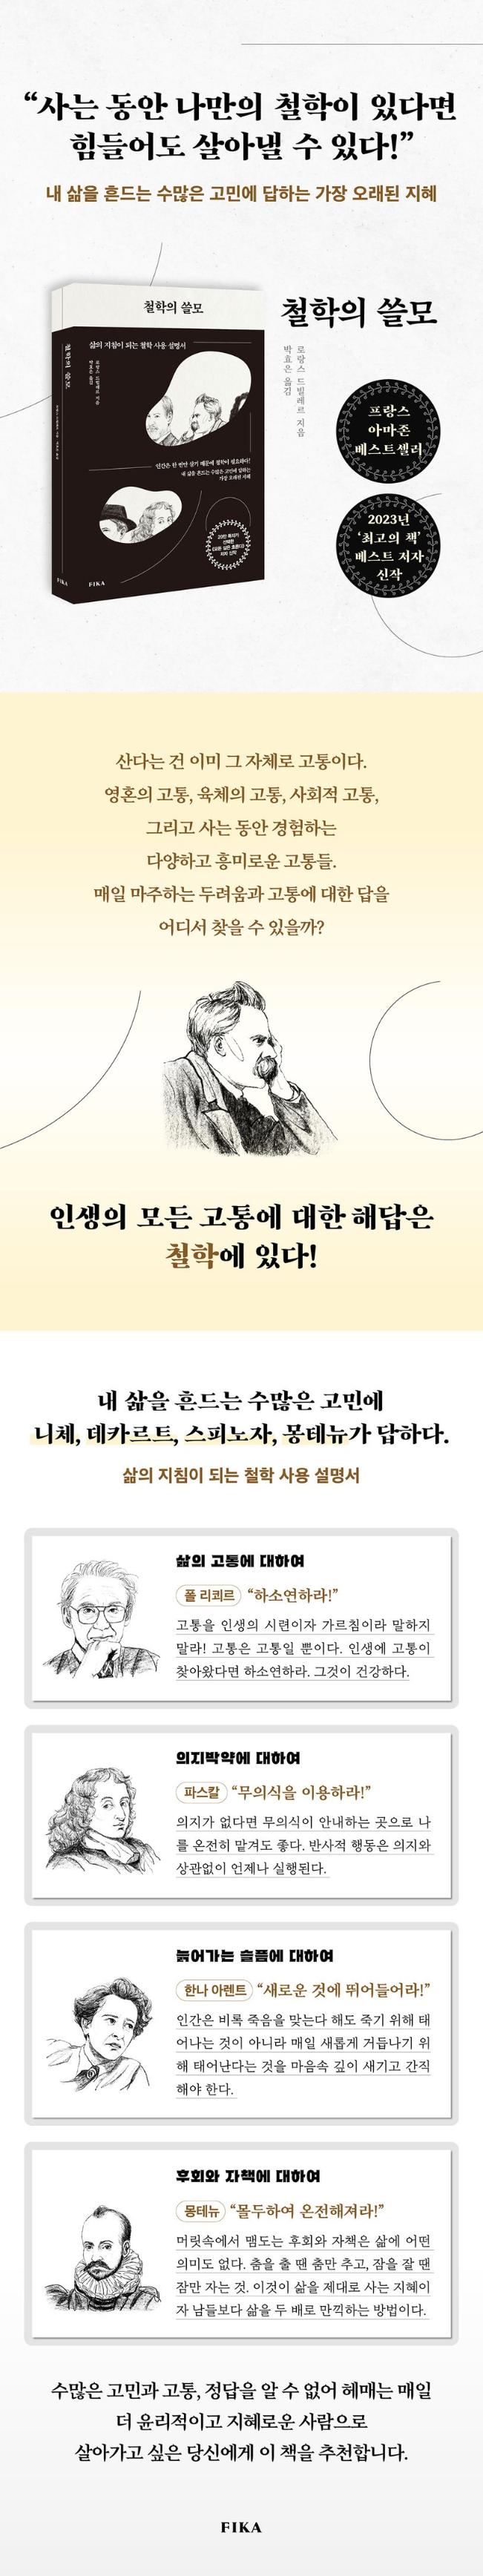 “사는 동안 나만의 철학이 있다면
힘들어도 살아낼 수 있다!”
내 삶을 흔드는 수많은 고민에 답하는 가장 오래된 지혜
철학의 쓸모
삶의 지침이 되는 철학 사용 설명서
로랑스 드빌레르 지음
박효은 옮김
철학의 쓸모
인간은 한 번만 살기 때문에 철학이 필요하다!
내 삶을 흔드는 수많은 고민에 답하는
가장 오래된 지혜
FIKA
FIKA
철학의 쓸모
로랑스 드빌레르 지음
박효은 옮김
프랑스
아마존
베스트셀러
2023년
‘최고의 책’
베스트 저자
신작
산다는 건 이미 그 자체로 고통이다.
영혼의 고통, 육체의 고통, 사회적 고통,
그리고 사는 동안 경험하는
다양하고 흥미로운 고통들.
매일 마주하는 두려움과 고통에 대한 답을
어디서 찾을 수 있을까?
인생의 모든 고통에 대한 해답은
철학에 있다!
내 삶을 흔드는 수많은 고민에
니체, 데카르트, 스피노자, 몽테뉴가 답하다.
삶의 지침이 되는 철학 사용 설명서
삶의 고통에 대하여
폴 리쾨르 “하소연하라!”
고통을 인생의 시련이자 가르침이라 말하지
말라! 고통은 고통일 뿐이다. 인생에 고통이
찾아왔다면 하소연하라. 그것이 건강하다.
의지박약에 대하여
파스칼 “무의식을 이용하라!”
의지가 없다면 무의식이 안내하는 곳으로 나
를 온전히 맡겨도 좋다. 반사적 행동은 의지와
상관없이 언제나 실행된다.
늙어가는 슬픔에 대하여
한나 아렌트 “새로운 것에 뛰어들어라!”
인간은 비록 죽음을 맞는다 해도 죽기 위해 태
어나는 것이 아니라 매일 새롭게 거듭나기 위
해 태어난다는 것을 마음속 깊이 새기고 간직
해야 한다.
후회와 자책에 대하여
몽테뉴 “몰두하여 온전해져라!”
머릿속에서 맴도는 후회와 자책은 삶에 어떤
의미도 없다. 춤을 출 땐 춤만 추고, 잠을 잘 땐
잠만 자는 것. 이것이 삶을 제대로 사는 지혜이
자 남들보다 삶을 두 배로 만끽하는 방법이다.
수많은 고민과 고통, 정답을 알 수 없어 헤매는 매일
더 윤리적이고 지혜로운 사람으로
살아가고 싶은 당신에게 이 책을 추천합니다.
FIKA